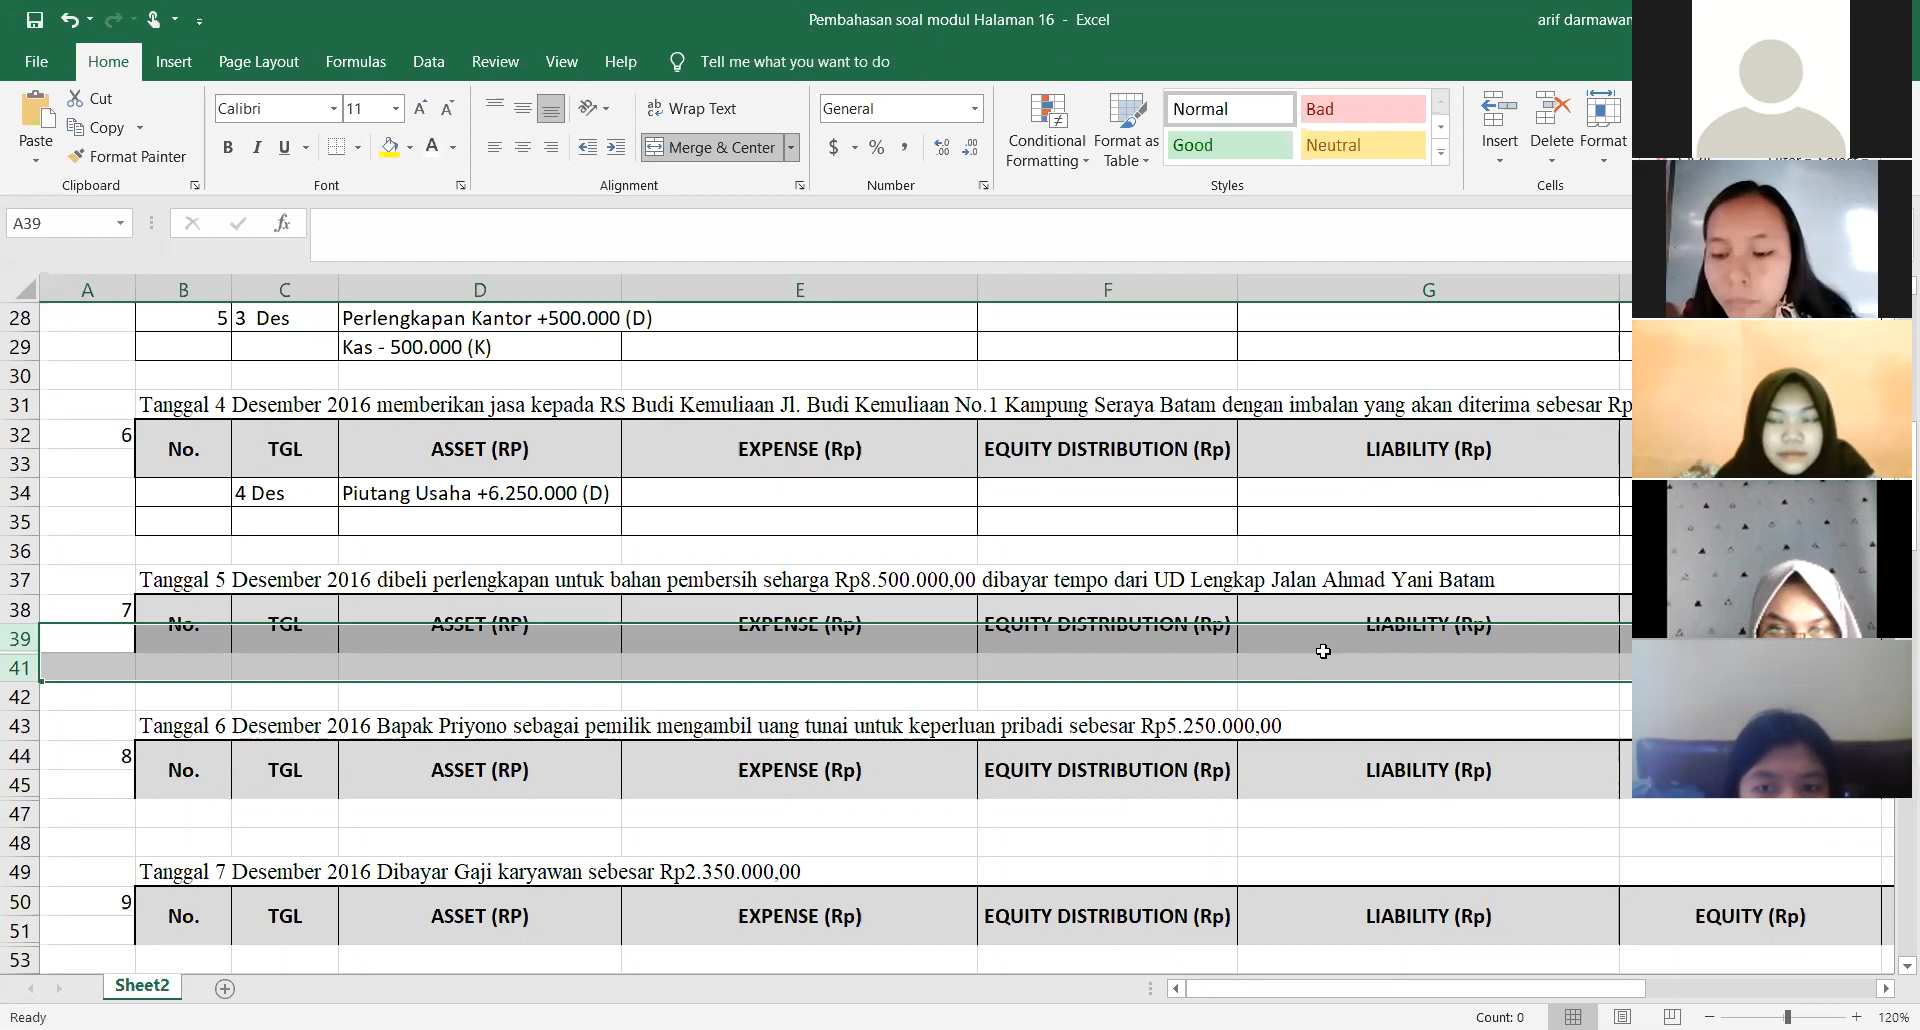 Pembahasan soal modul Halaman 16 - Excel
arif darmawan
File Home Insert Page Layout Formulas Data Review View Help Tell me what you want to do
Cut
Copy
Format Painter
Paste
Clipboard
Calibri 11
B I U
Font
Wrap Text
Merge & Center
Alignment
General
$ % ,
Number
Conditional Formatting
Format as Table
Normal Bad
Good Neutral
Styles
Insert Delete Format
Cells
A39
fx
A B C D E F G
28 5 3 Des Perlengkapan Kantor +500.000 (D)
29 Kas - 500.000 (K)
30
31 Tanggal 4 Desember 2016 memberikan jasa kepada RS Budi Kemuliaan Jl. Budi Kemuliaan No.1 Kampung Seraya Batam dengan imbalan yang akan diterima sebesar Rp
32 6 No. TGL ASSET (RP) EXPENSE (Rp) EQUITY DISTRIBUTION (Rp) LIABILITY (Rp)
33
34 4 Des Piutang Usaha +6.250.000 (D)
35
36
37 Tanggal 5 Desember 2016 dibeli perlengkapan untuk bahan pembersih seharga Rp8.500.000,00 dibayar tempo dari UD Lengkap Jalan Ahmad Yani Batam
38 7 No. TGL ASSET (RP) EXPENSE (Rp) EQUITY DISTRIBUTION (Rp) LIABILITY (Rp)
39
41
42
43 Tanggal 6 Desember 2016 Bapak Priyono sebagai pemilik mengambil uang tunai untuk keperluan pribadi sebesar Rp5.250.000,00
44 8 No. TGL ASSET (RP) EXPENSE (Rp) EQUITY DISTRIBUTION (Rp) LIABILITY (Rp)
45
47
48
49 Tanggal 7 Desember 2016 Dibayar Gaji karyawan sebesar Rp2.350.000,00
50 9 No. TGL ASSET (RP) EXPENSE (Rp) EQUITY DISTRIBUTION (Rp) LIABILITY (Rp) EQUITY (Rp)
51
53
Sheet2
Ready Count: 0 120%